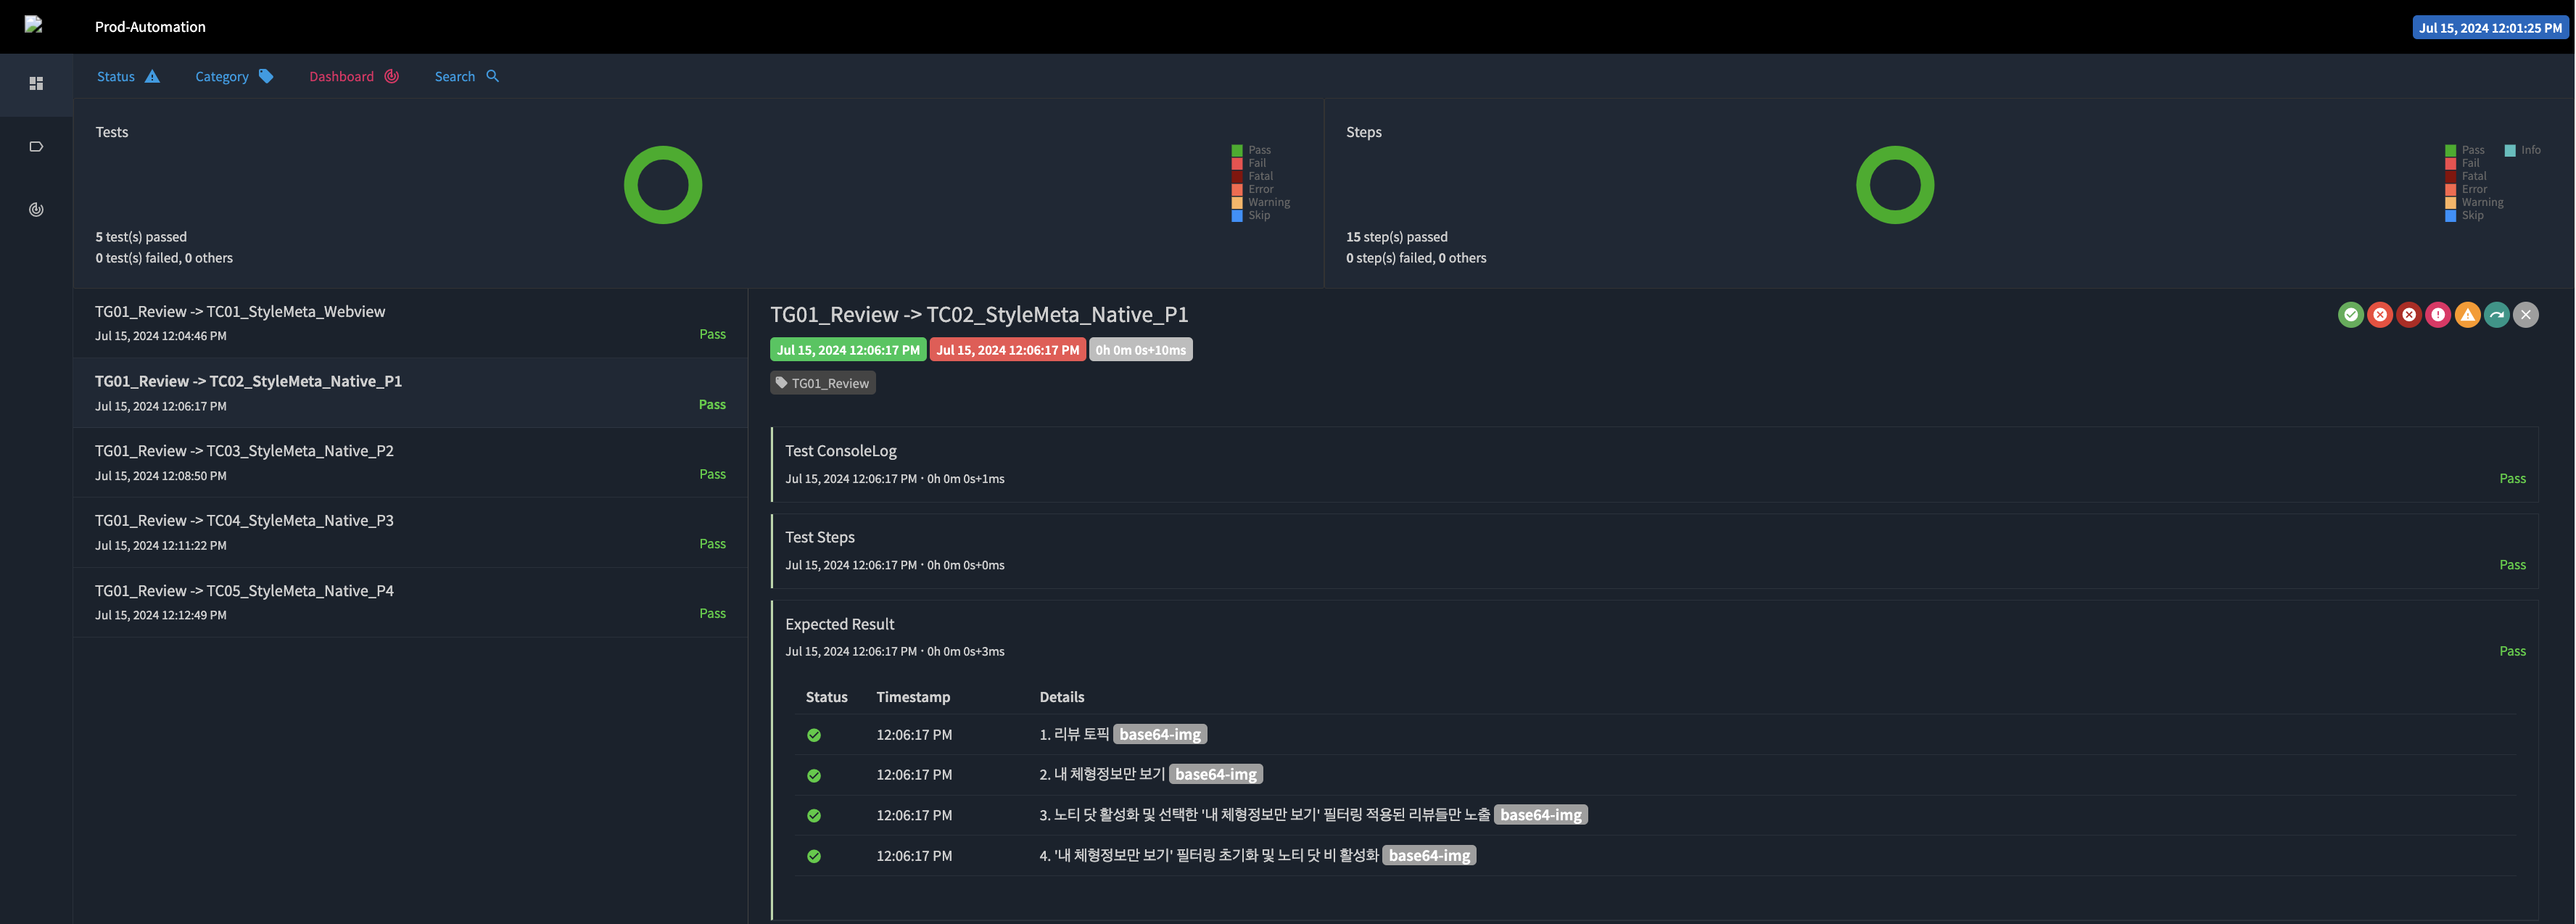 Prod-Automation
Jul 15, 2024 12:01:25 PM
Status
Category
Dashboard
Search
Tests
Pass
Fail
Fatal
Error
Warning
Skip
5 test(s) passed
0 test(s) failed, 0 others
Steps
Pass
Info
Fail
Fatal
Error
Warning
Skip
15 step(s) passed
0 step(s) failed, 0 others
TG01_Review -> TC01_StyleMeta_Webview
Jul 15, 2024 12:04:46 PM
Pass
TG01_Review -> TC02_StyleMeta_Native_P1
Jul 15, 2024 12:06:17 PM
Pass
TG01_Review -> TC03_StyleMeta_Native_P2
Jul 15, 2024 12:08:50 PM
Pass
TG01_Review -> TC04_StyleMeta_Native_P3
Jul 15, 2024 12:11:22 PM
Pass
TG01_Review -> TC05_StyleMeta_Native_P4
Jul 15, 2024 12:12:49 PM
Pass
TG01_Review -> TC02_StyleMeta_Native_P1
Jul 15, 2024 12:06:17 PM Jul 15, 2024 12:06:17 PM 0h 0m 0s+10ms
TG01_Review
Test ConsoleLog
Jul 15, 2024 12:06:17 PM · 0h 0m 0s+1ms
Pass
Test Steps
Jul 15, 2024 12:06:17 PM · 0h 0m 0s+0ms
Pass
Expected Result
Jul 15, 2024 12:06:17 PM · 0h 0m 0s+3ms
Pass
Status Timestamp Details
12:06:17 PM 1. 리뷰 토픽 base64-img
12:06:17 PM 2. 내 체형정보만 보기 base64-img
12:06:17 PM 3. 노티 닷 활성화 및 선택한 '내 체형정보만 보기' 필터링 적용된 리뷰들만 노출 base64-img
12:06:17 PM 4. '내 체형정보만 보기' 필터링 초기화 및 노티 닷 비 활성화 base64-img